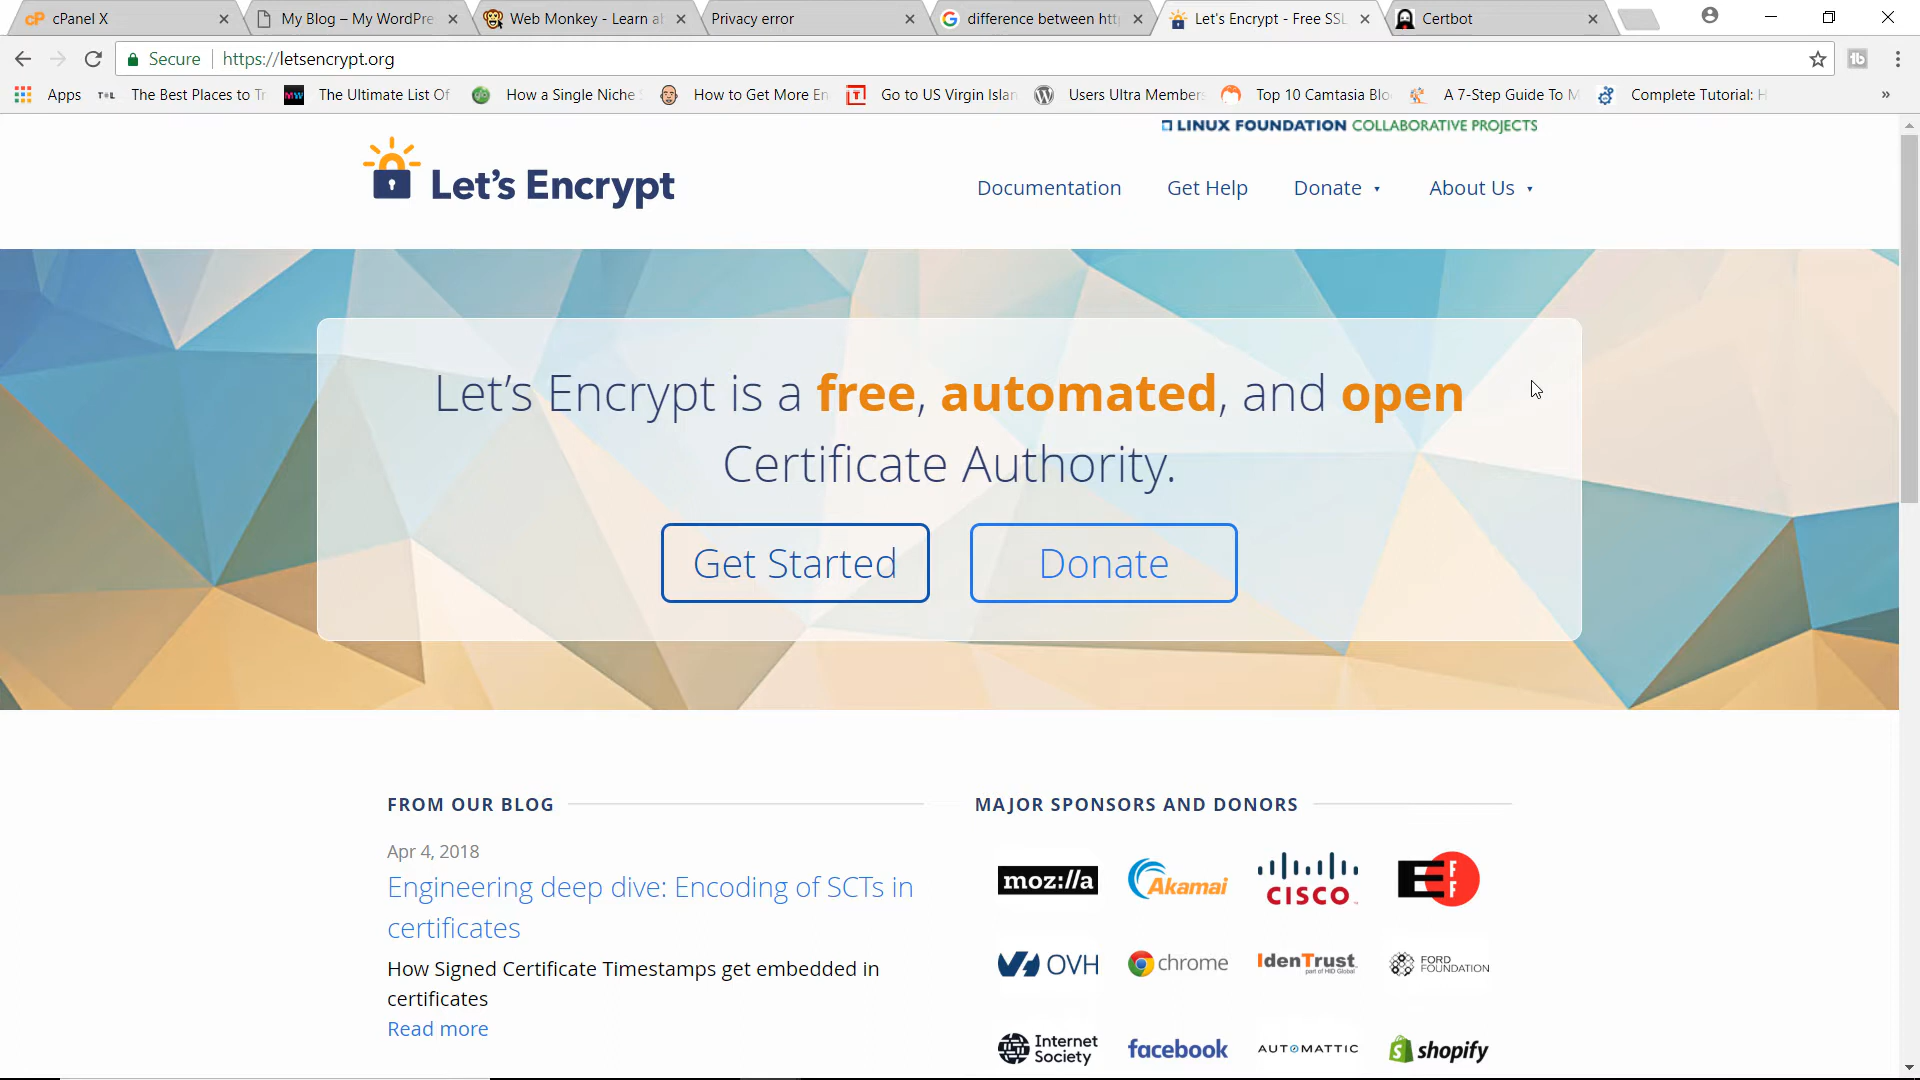 cPanel X
My Blog – My WordPre
Web Monkey - Learn a
Privacy error
difference between htt
Let's Encrypt - Free SSL
Certbot
Secure
https://letsencrypt.org
Apps
The Best Places to Tr
The Ultimate List Of
How a Single Niche
How to Get More En
Go to US Virgin Islan
Users Ultra Members
Top 10 Camtasia Blo
A 7-Step Guide To M
Complete Tutorial: H
»
LINUX FOUNDATION COLLABORATIVE PROJECTS
Let's Encrypt
Documentation
Get Help
Donate
About Us
Let's Encrypt is a free, automated, and open
Certificate Authority.
Get Started
Donate
FROM OUR BLOG
Apr 4, 2018
Engineering deep dive: Encoding of SCTs in
certificates
How Signed Certificate Timestamps get embedded in
certificates
Read more
MAJOR SPONSORS AND DONORS
moz://a
Akamai
CISCO
EFF
OVH
chrome
IdenTrust
part of HID Global
FORD
FOUNDATION
Internet
Society
facebook
AUTOMATTIC
shopify